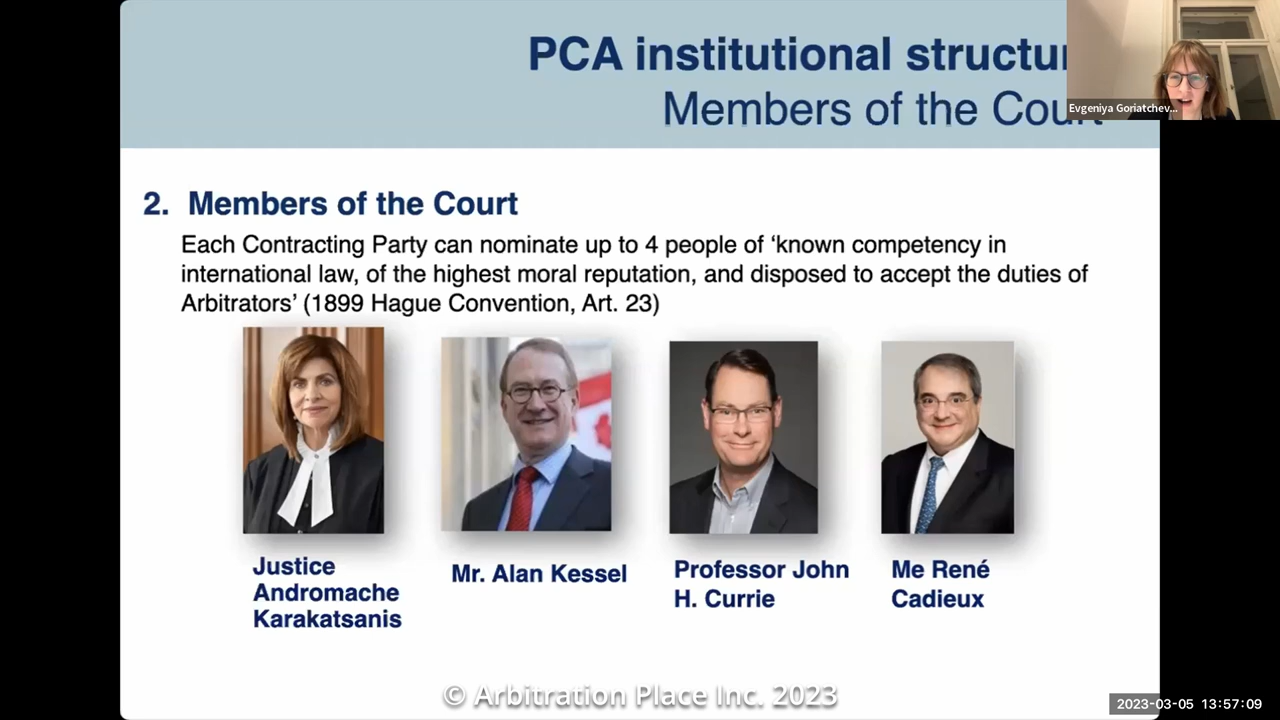 PCA institutional structur
Members of the Court
Evgeniya Goriatchev...
2. Members of the Court
Each Contracting Party can nominate up to 4 people of ‘known competency in
international law, of the highest moral reputation, and disposed to accept the duties of
Arbitrators’ (1899 Hague Convention, Art. 23)
Justice
Andromache
Karakatsanis
Mr. Alan Kessel
Professor John
H. Currie
Me René
Cadieux
© Arbitration Place Inc. 2023
2023-03-05 13:57:09